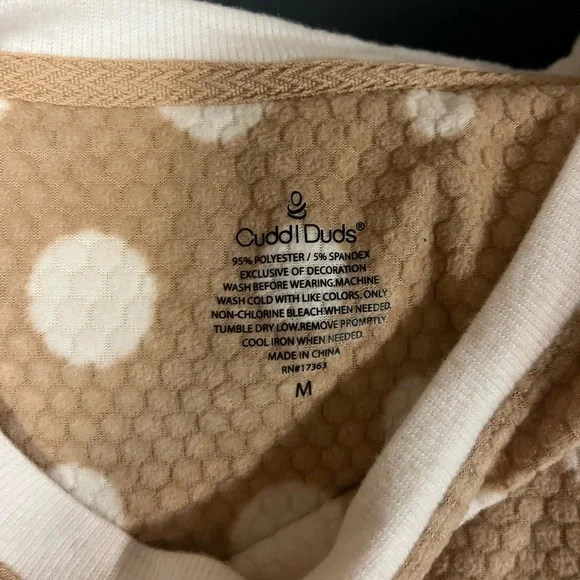 Cuddl Duds®
95% POLYESTER / 5% SPANDEX
EXCLUSIVE OF DECORATION
WASH BEFORE WEARING.MACHINE
WASH COLD WITH LIKE COLORS. ONLY
NON-CHLORINE BLEACH WHEN NEEDED.
TUMBLE DRY LOW.REMOVE PROMPTLY.
COOL IRON WHEN NEEDED.
MADE IN CHINA
RN#17363
M